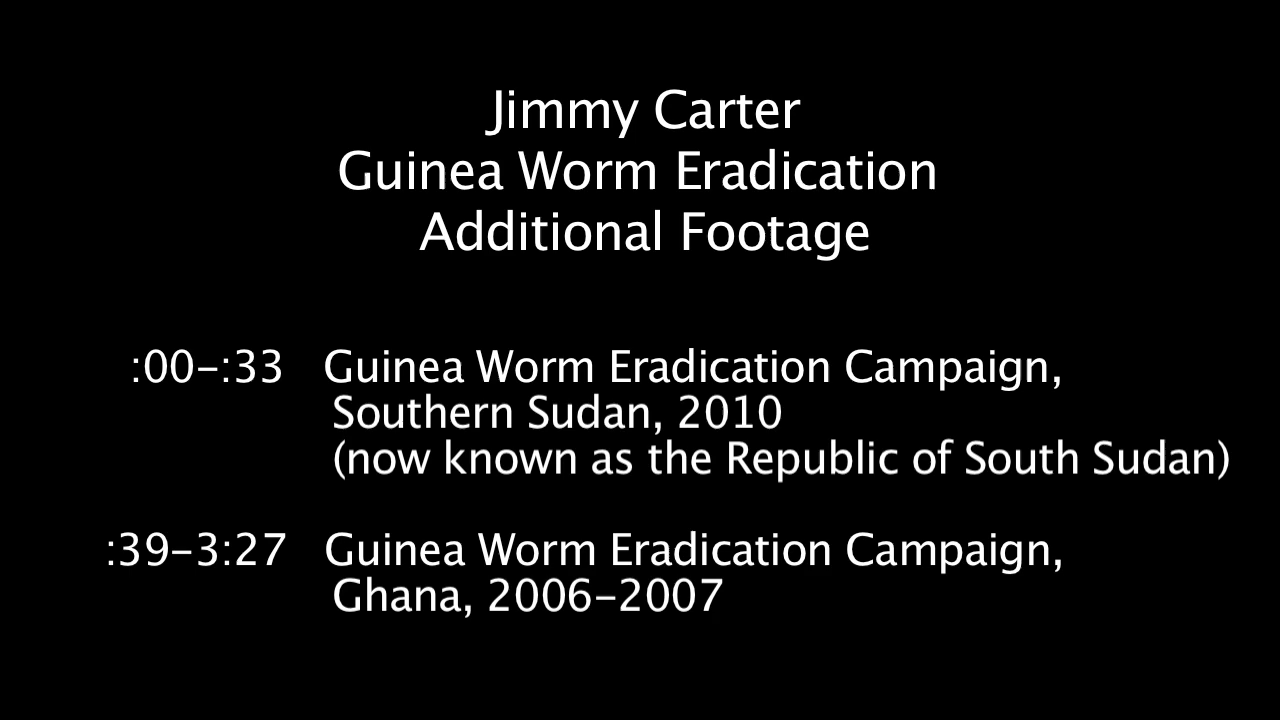 Jimmy Carter
Guinea Worm Eradication
Additional Footage
:00-:33 Guinea Worm Eradication Campaign,
Southern Sudan, 2010
(now known as the Republic of South Sudan)
:39-3:27 Guinea Worm Eradication Campaign,
Ghana, 2006-2007